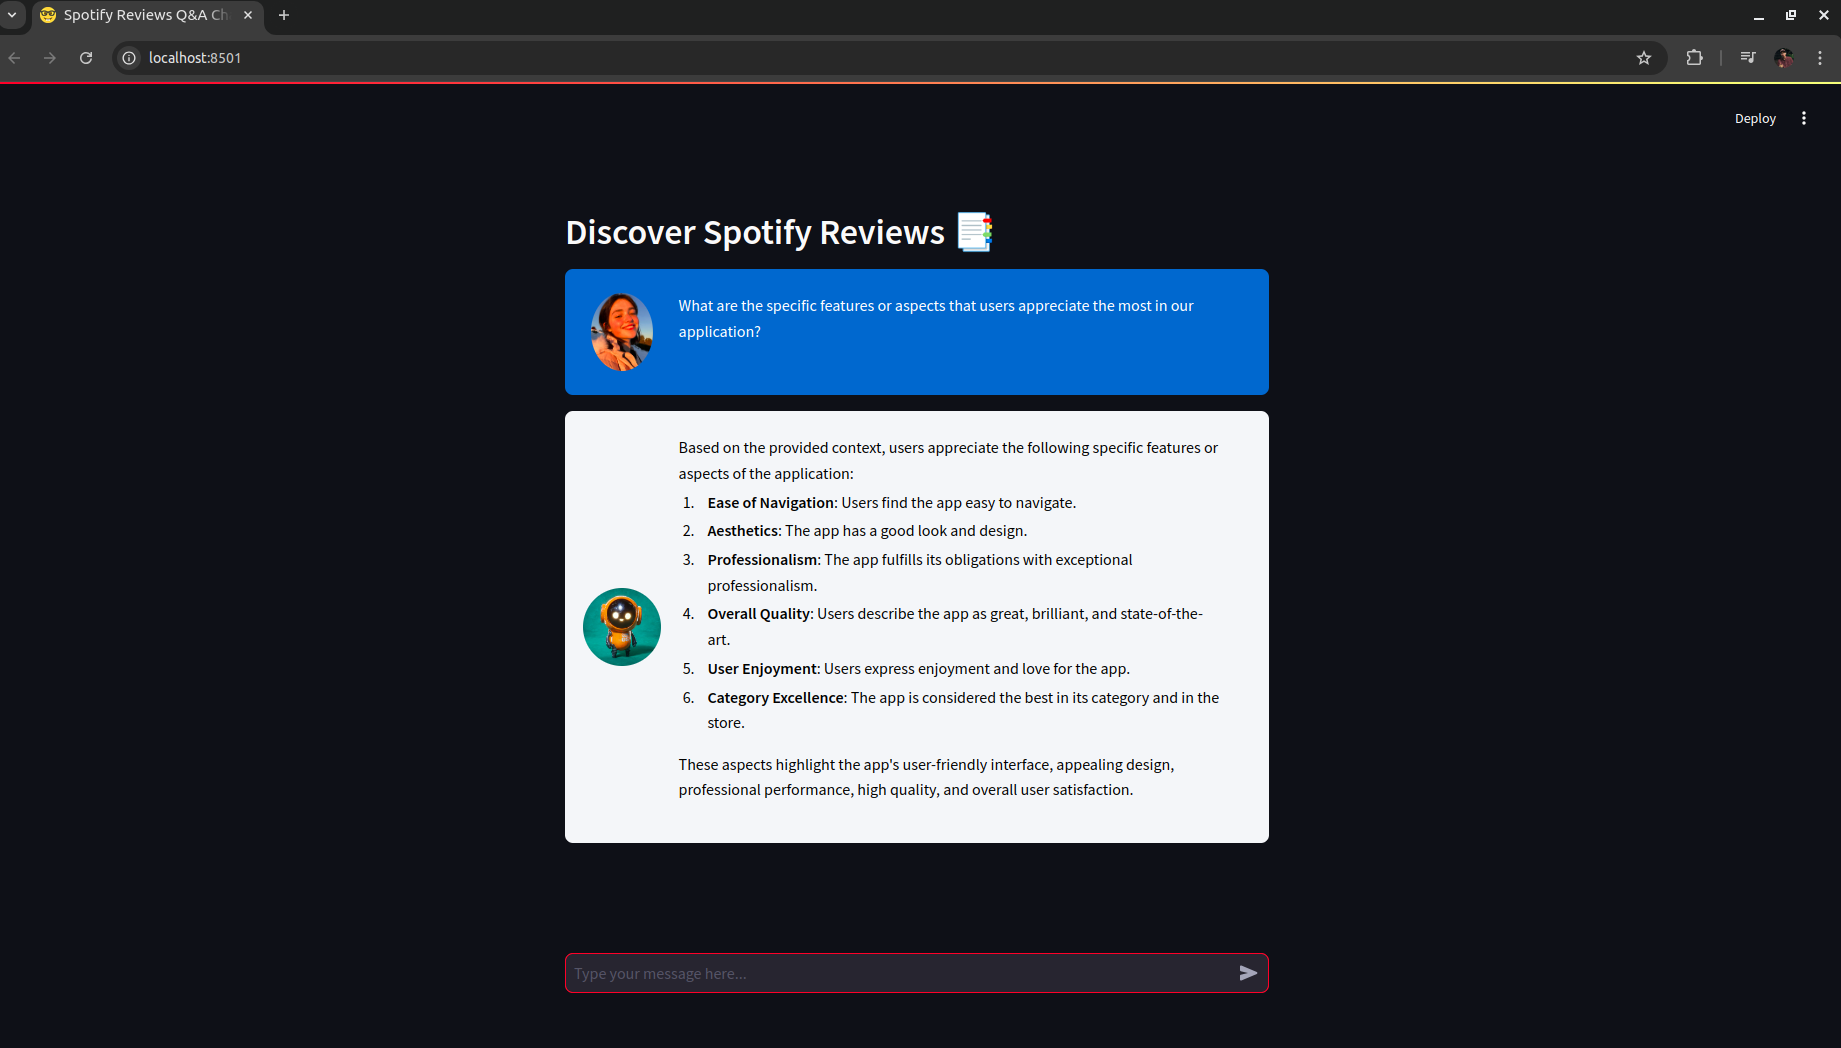 Spotify Reviews Q&A Ch
localhost:8501
Deploy
Discover Spotify Reviews
What are the specific features or aspects that users appreciate the most in our
application?
Based on the provided context, users appreciate the following specific features or
aspects of the application:
1. Ease of Navigation: Users find the app easy to navigate.
2. Aesthetics: The app has a good look and design.
3. Professionalism: The app fulfills its obligations with exceptional
professionalism.
4. Overall Quality: Users describe the app as great, brilliant, and state-of-the-
art.
5. User Enjoyment: Users express enjoyment and love for the app.
6. Category Excellence: The app is considered the best in its category and in the
store.
These aspects highlight the app's user-friendly interface, appealing design,
professional performance, high quality, and overall user satisfaction.
Type your message here...